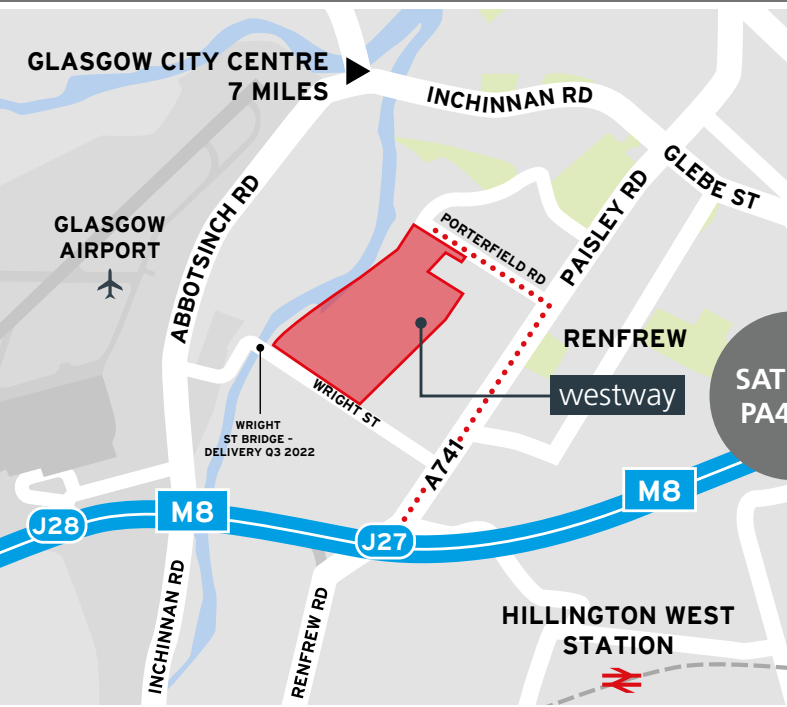 GLASGOW CITY CENTRE
7 MILES
INCHINNAN RD
GLEBE ST
PAISLEY RD
ABBOTSINCH RD
GLASGOW
AIRPORT
PORTERFIELD RD
RENFREW
westway
SAT
PA4
WRIGHT ST
WRIGHT
ST BRIDGE -
DELIVERY Q3 2022
A741
M8
M8
J28
J27
INCHINNAN RD
RENFREW RD
HILLINGTON WEST
STATION